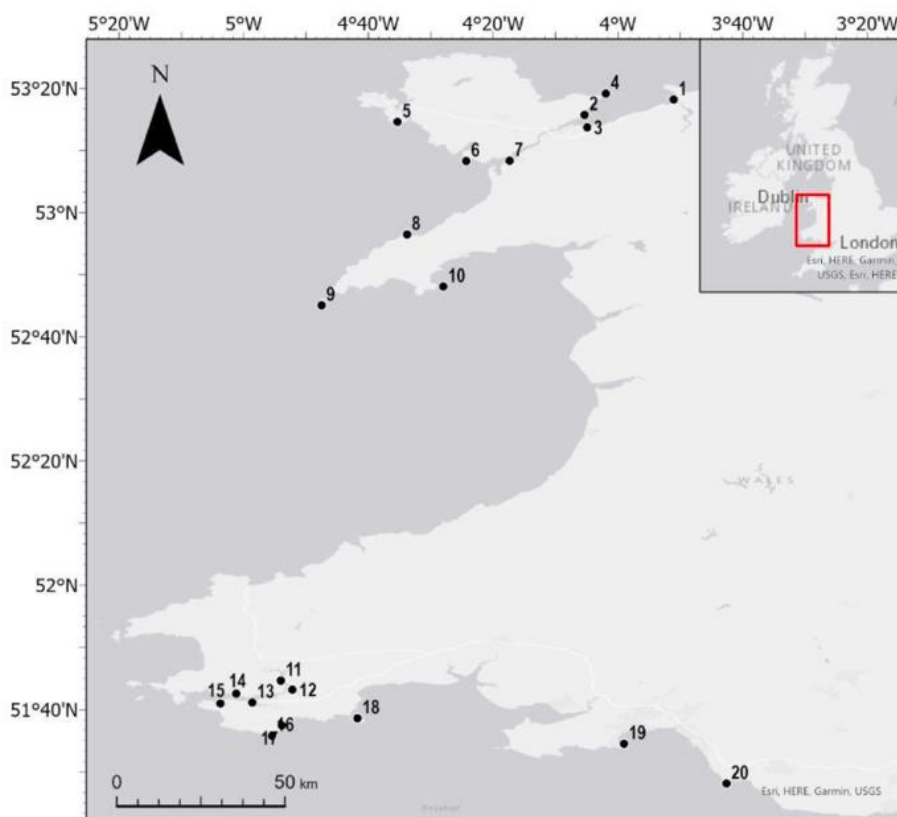 5°20'W 5°W 4°40'W 4°20'W 4°W 3°40'W 3°20'W
53°20'N
53°N
52°40'N
52°20'N
52°N
51°40'N
N
4
1
2
3
5
6
7
8
10
9
UNITED
KINGDOM
Dublin
IRELAND
London
Esri, HERE, Garmin,
USGS, Esri, HERE
WALES
11
12
14
13
15
16
17
18
19
20
0 50 km
Esri, HERE, Garmin, USGS